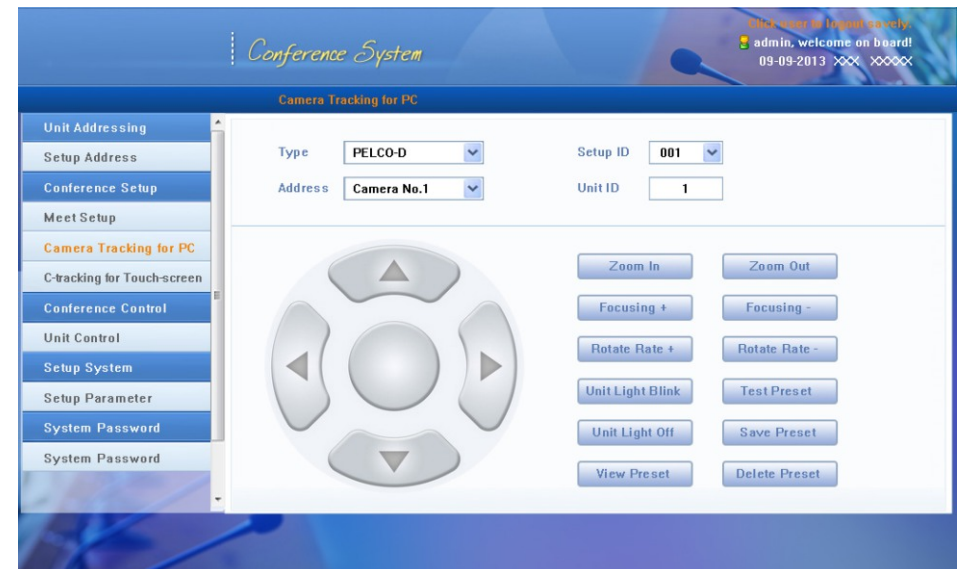 Click user to logout savely.
Conference System
admin, welcome on board!
09-09-2013 XXX XXXXX
Camera Tracking for PC
Unit Addressing
Setup Address
Conference Setup
Meet Setup
Camera Tracking for PC
C-tracking for Touch-screen
Conference Control
Unit Control
Setup System
Setup Parameter
System Password
System Password
Type PELCO-D
Setup ID 001
Address Camera No.1
Unit ID 1
Zoom In Zoom Out
Focusing + Focusing -
Rotate Rate + Rotate Rate -
Unit Light Blink Test Preset
Unit Light Off Save Preset
View Preset Delete Preset